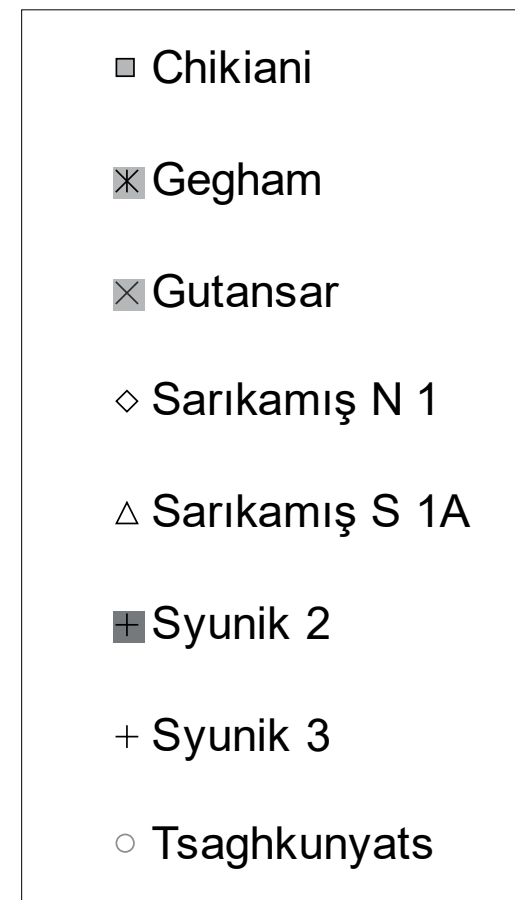 Chikiani
Gegham
Gutansar
Sarıkamış N 1
Sarıkamış S 1A
Syunik 2
Syunik 3
Tsaghkunyats